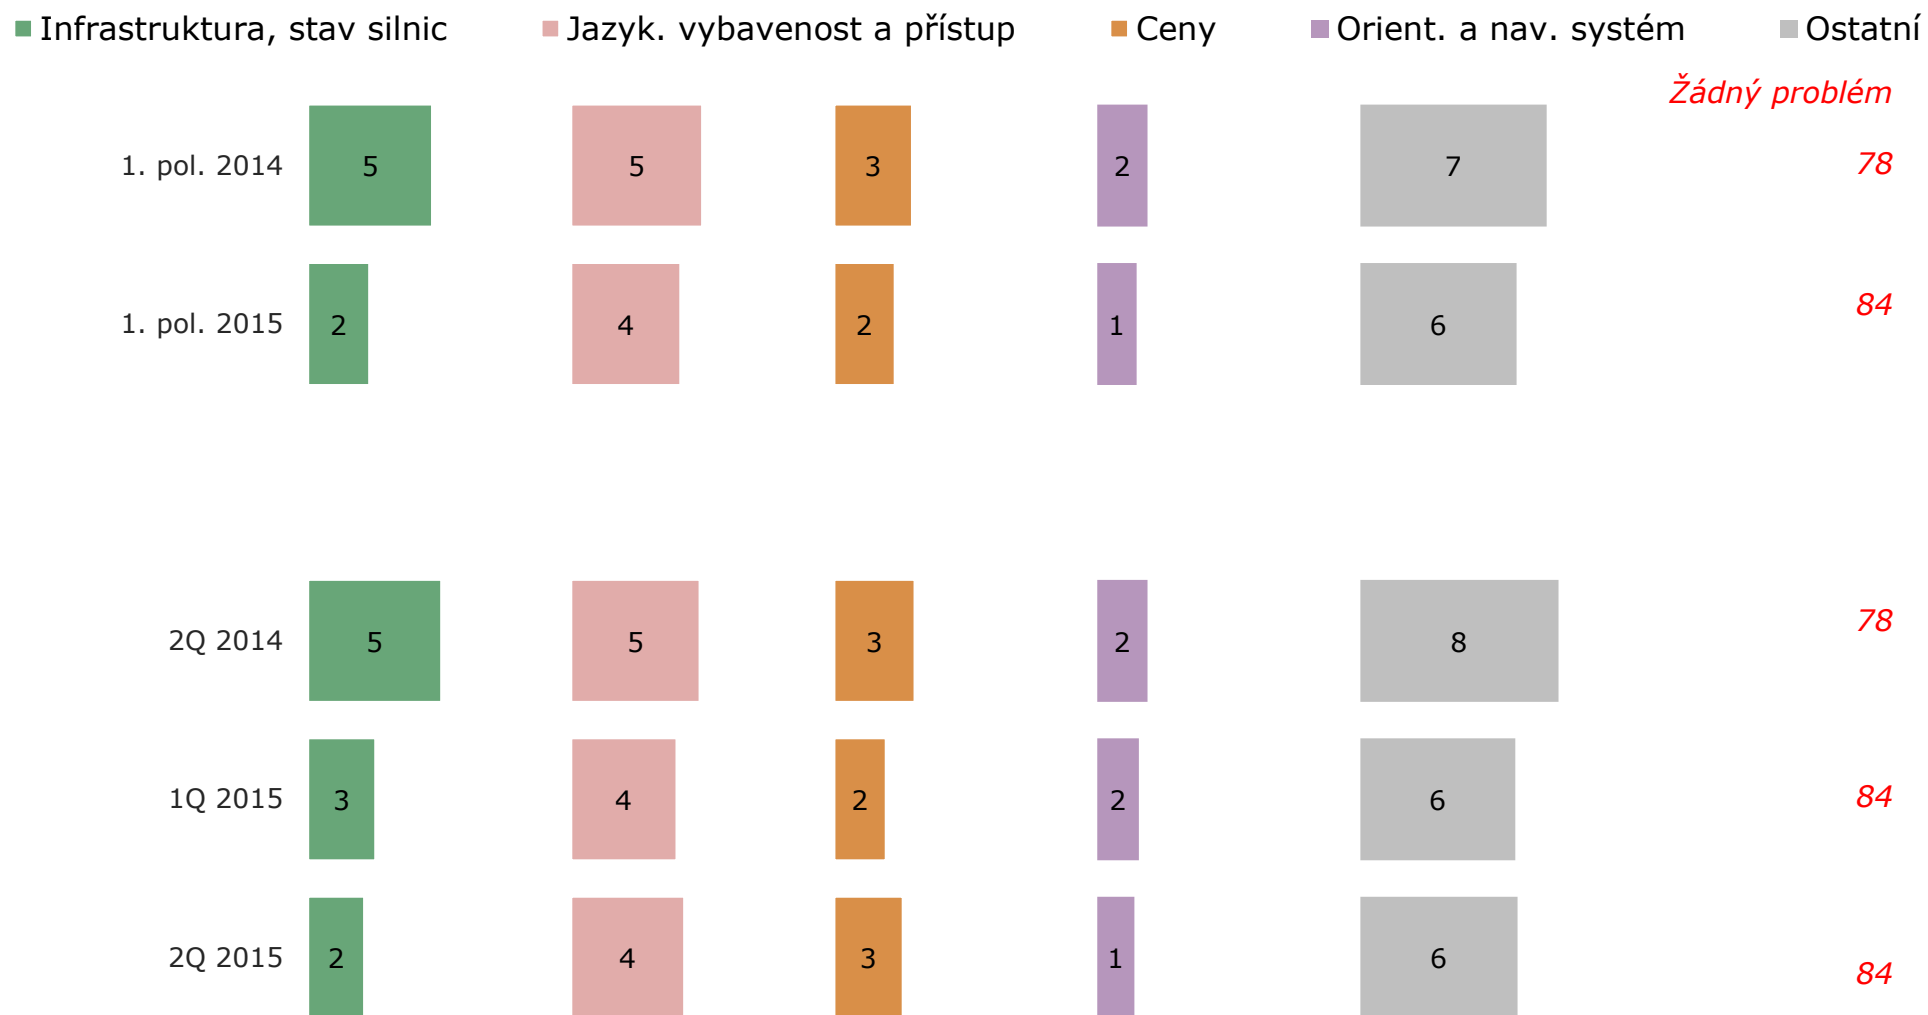 Infrastruktura, stav silnic Jazyk. vybavenost a přístup Ceny Orient. a nav. systém Ostatní
Žádný problém
1. pol. 2014 5 5 3 2 7 78
1. pol. 2015 2 4 2 1 6 84
2Q 2014 5 5 3 2 8 78
1Q 2015 3 4 2 2 6 84
2Q 2015 2 4 3 1 6 84